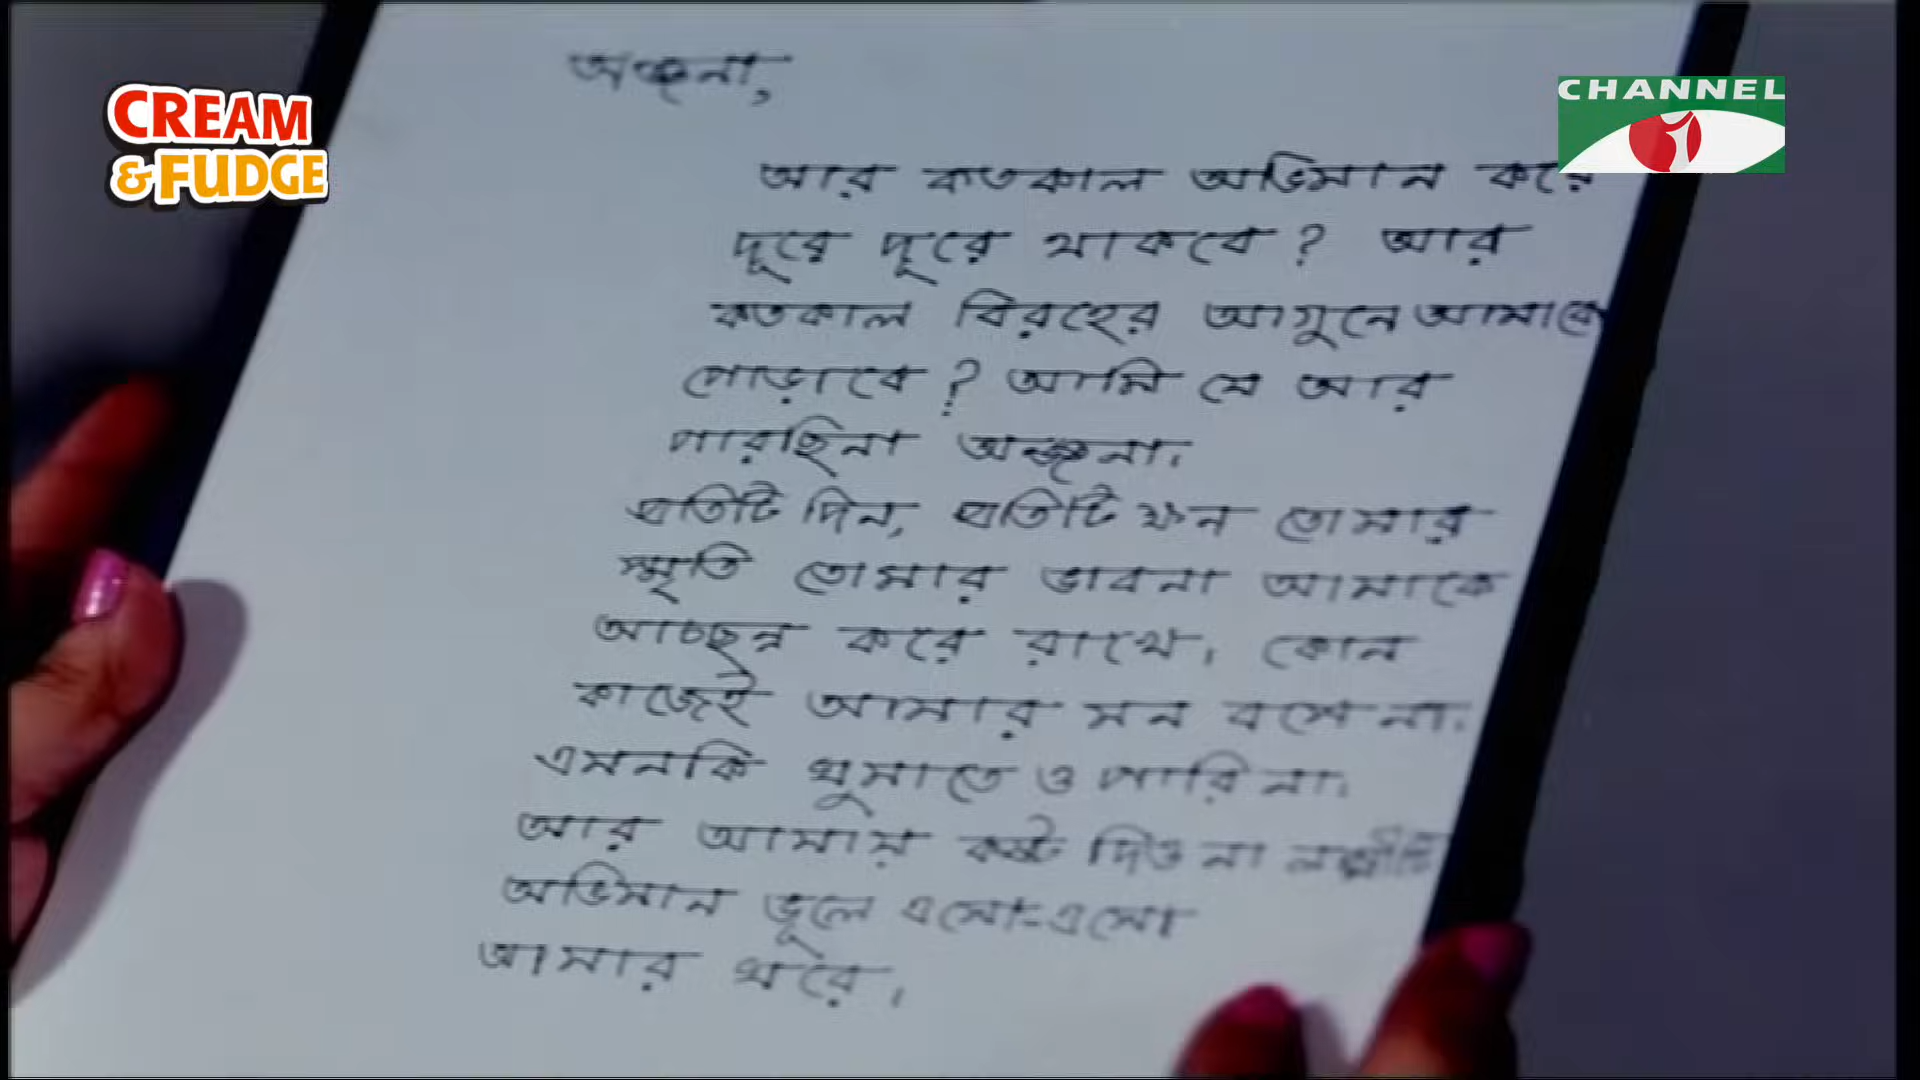 CREAM
& FUDGE
CHANNEL
i
অঞ্জনা,
আর কতকাল অভিমান করে
দূরে দূরে থাকবে? আর
কতকাল বিরহের আগুনে আমাকে
পোড়াবে? আমি যে আর
পারছিনা অঞ্জনা।
প্রতিটি দিন, প্রতিটি ক্ষন তোমার
স্মৃতি তোমার ভাবনা আমাকে
আচ্ছন্ন করে রাখে। কোন
কাজেই আমার মন বসেনা।
এমনকি ঘুমাতে ও পারিনা।
আর আমায় কষ্ট দিওনা লক্ষ্মীটি
অভিমান ভূলে এসো-এসো
আমার ঘরে।